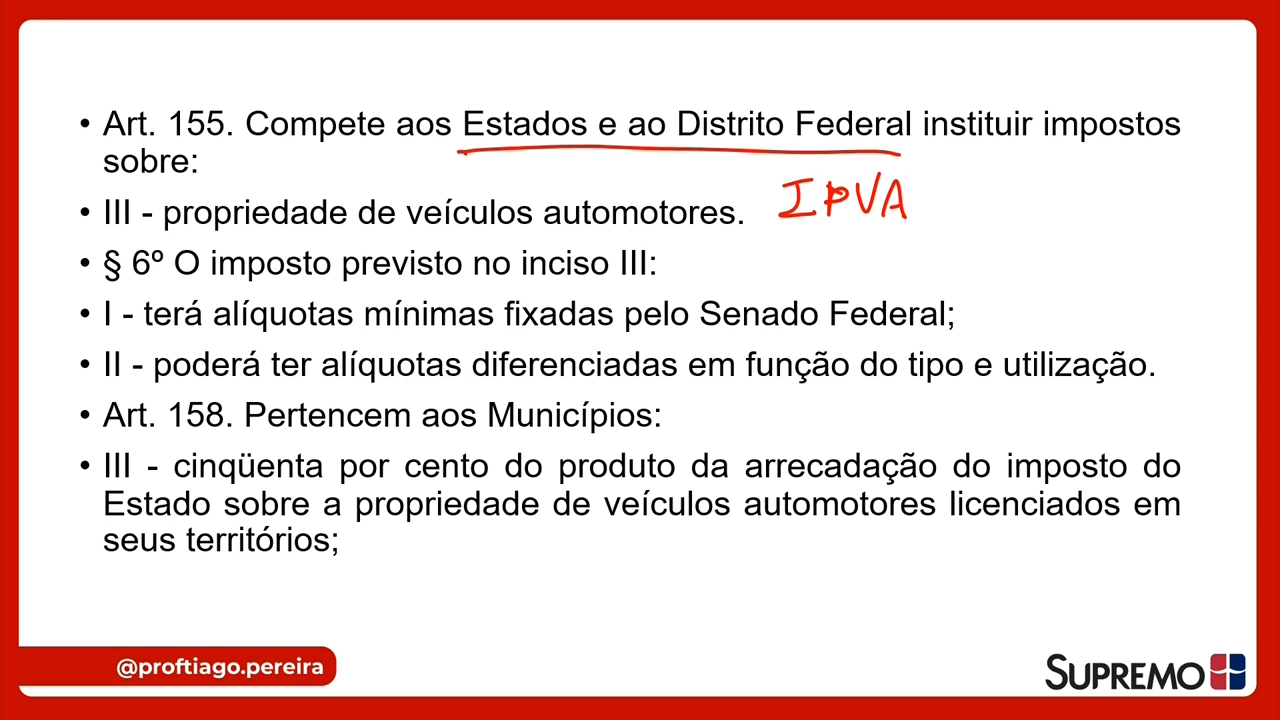 • Art. 155. Compete aos Estados e ao Distrito Federal instituir impostos
sobre:
• III - propriedade de veículos automotores. IPVA
• § 6º O imposto previsto no inciso III:
• I - terá alíquotas mínimas fixadas pelo Senado Federal;
• II - poderá ter alíquotas diferenciadas em função do tipo e utilização.
• Art. 158. Pertencem aos Municípios:
• III - cinqüenta por cento do produto da arrecadação do imposto do
Estado sobre a propriedade de veículos automotores licenciados em
seus territórios;
@proftiago.pereira
SUPREMO